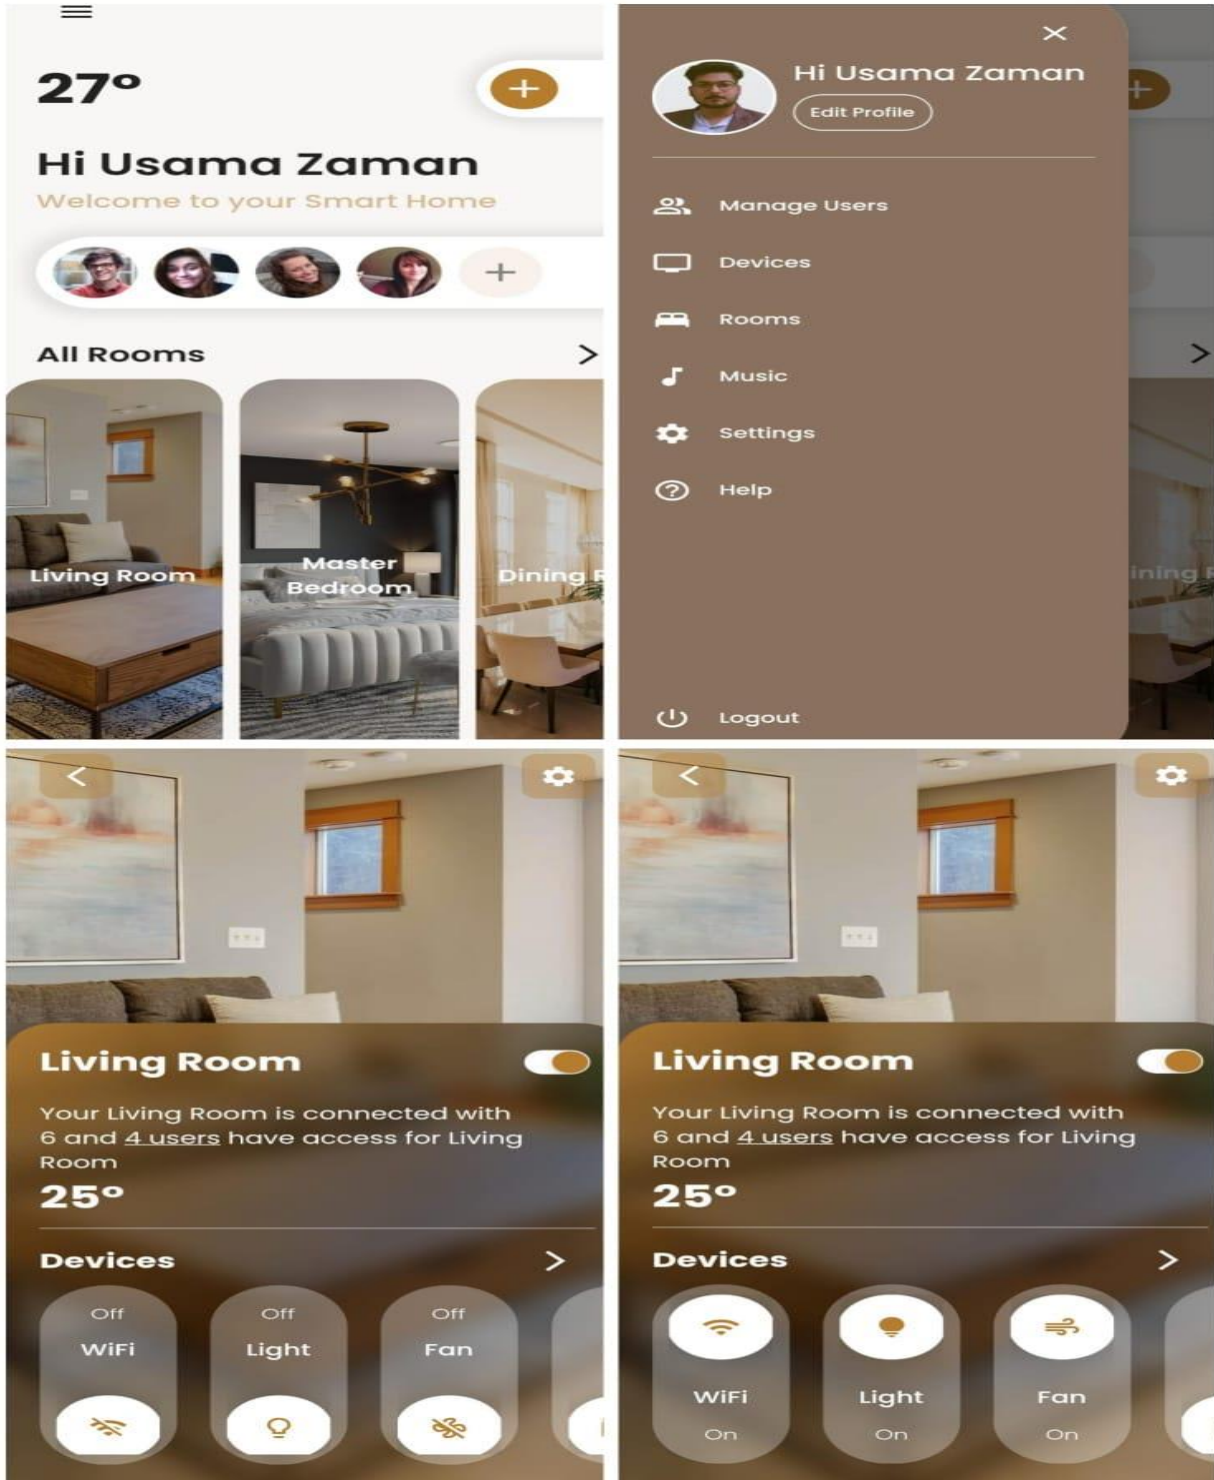 27°
Hi Usama Zaman
Welcome to your Smart Home
All Rooms
Living Room
Master
Bedroom
Dining
Hi Usama Zaman
Edit Profile
Manage Users
Devices
Rooms
Music
Settings
Help
Logout
Living Room
Your Living Room is connected with
6 and 4 users have access for Living
Room
25°
Devices
Off
Off
Off
WiFi
Light
Fan
Living Room
Your Living Room is connected with
6 and 4 users have access for Living
Room
25°
Devices
WiFi
Light
Fan
On
On
On